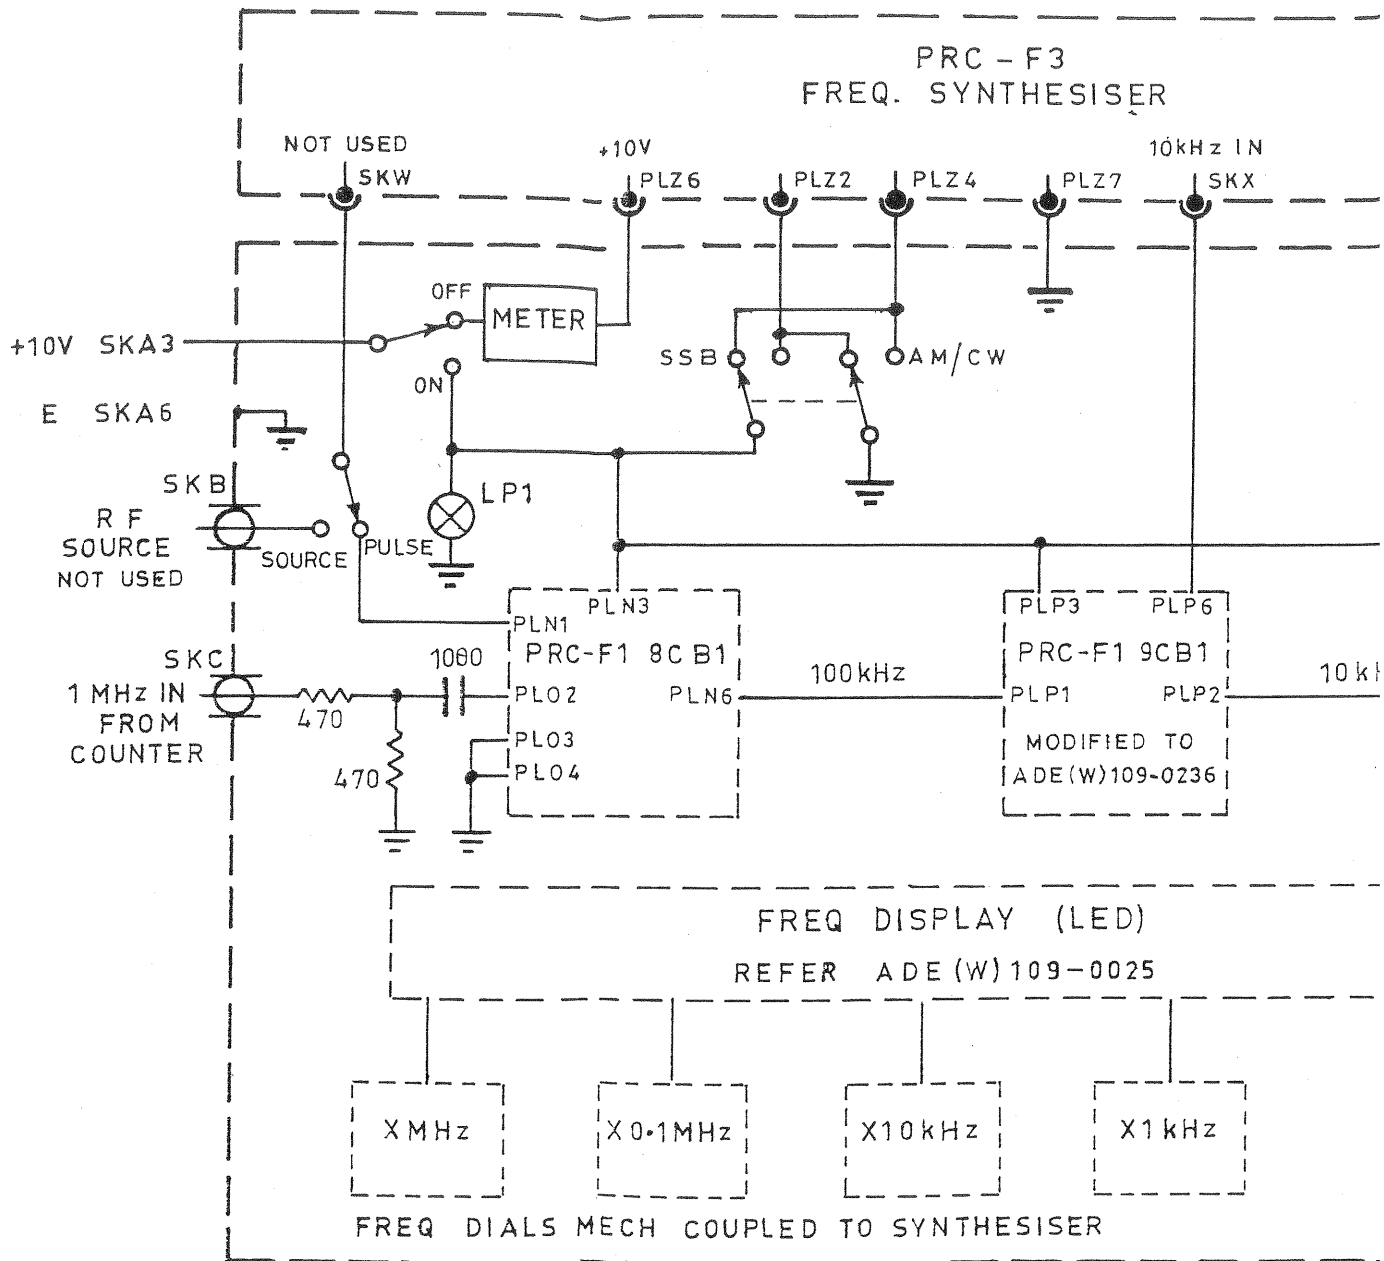 PRC - F3
FREQ. SYNTHESISER
NOT USED
SKW
+10V
PLZ6
PLZ2
PLZ4
PLZ7
10kHz IN
SKX
OFF
METER
+10V SKA3
ON
SSB
AM/CW
E SKA6
SKB
RF
SOURCE
NOT USED
SOURCE
PULSE
LP1
PLN3
PLN1
PRC-F1 8CB1
PLO2
PLN6
PLO3
PLO4
100kHz
PLP3
PLP6
PRC-F1 9CB1
PLP1
PLP2
MODIFIED TO
ADE(W)109-0236
10k
SKC
1 MHz IN
FROM
COUNTER
470
1000
470
FREQ DISPLAY (LED)
REFER ADE(W)109-0025
XMHz
X0.1MHz
X10kHz
X1kHz
FREQ DIALS MECH COUPLED TO SYNTHESISER